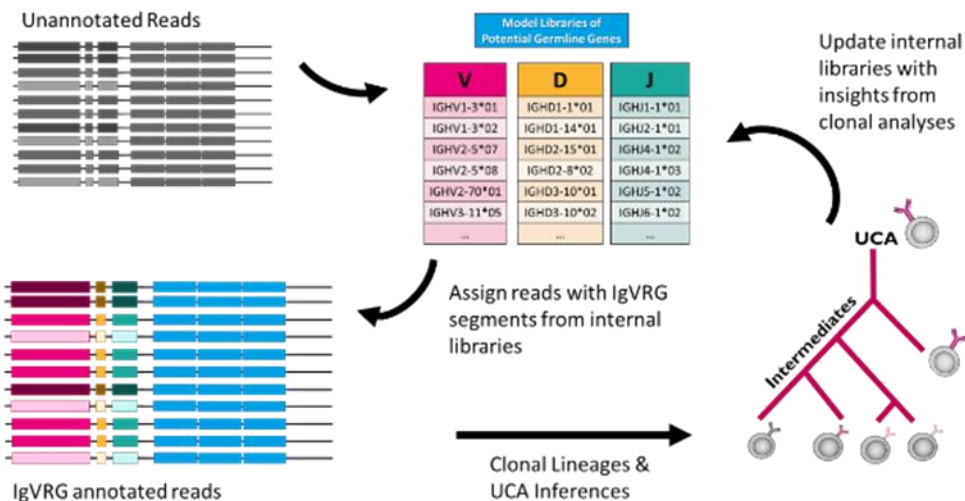 Unannotated Reads
Model Libraries of
Potential Germline Genes
V D J
IGHV1-3*01 IGHD1-1*01 IGHJ1-1*01
IGHV1-3*02 IGHD1-14*01 IGHJ2-1*01
IGHV2-5*07 IGHD2-15*01 IGHJ4-1*02
IGHV2-5*08 IGHD2-8*02 IGHJ4-1*03
IGHV2-70*01 IGHD3-10*01 IGHJ5-1*02
IGHV3-11*05 IGHD3-10*02 IGHJ6-1*02
... ... ...
Update internal
libraries with
insights from
clonal analyses
UCA
Intermediates
Assign reads with IgVRG
segments from internal
libraries
Clonal Lineages &
UCA Inferences
IgVRG annotated reads